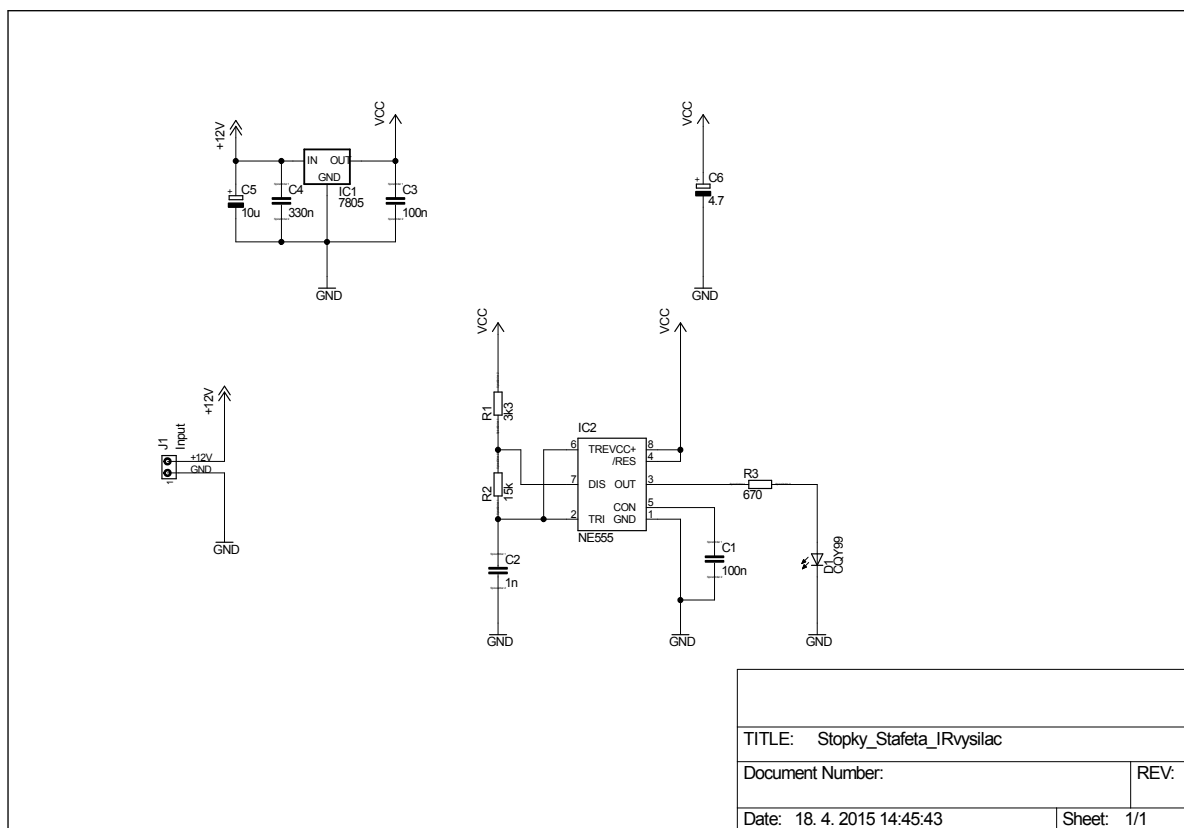 +12V
VCC
VCC
IN OUT
GND
IC1
7805
C5
10u
C4
330n
C3
100n
C6
4.7
GND
GND
VCC
VCC
+12V
R1
3k3
J1
Input
+12V
GND
1
GND
IC2
6 TRE VCC+ 8
/RES 4
7 DIS OUT 3
CON 5
2 TRI GND 1
NE555
R2
15k
R3
670
C2
1n
C1
100n
D1
CQY99
GND
GND
GND
TITLE: Stopky_Stafeta_IRvysilac
Document Number:
REV:
Date: 18. 4. 2015 14:45:43
Sheet: 1/1